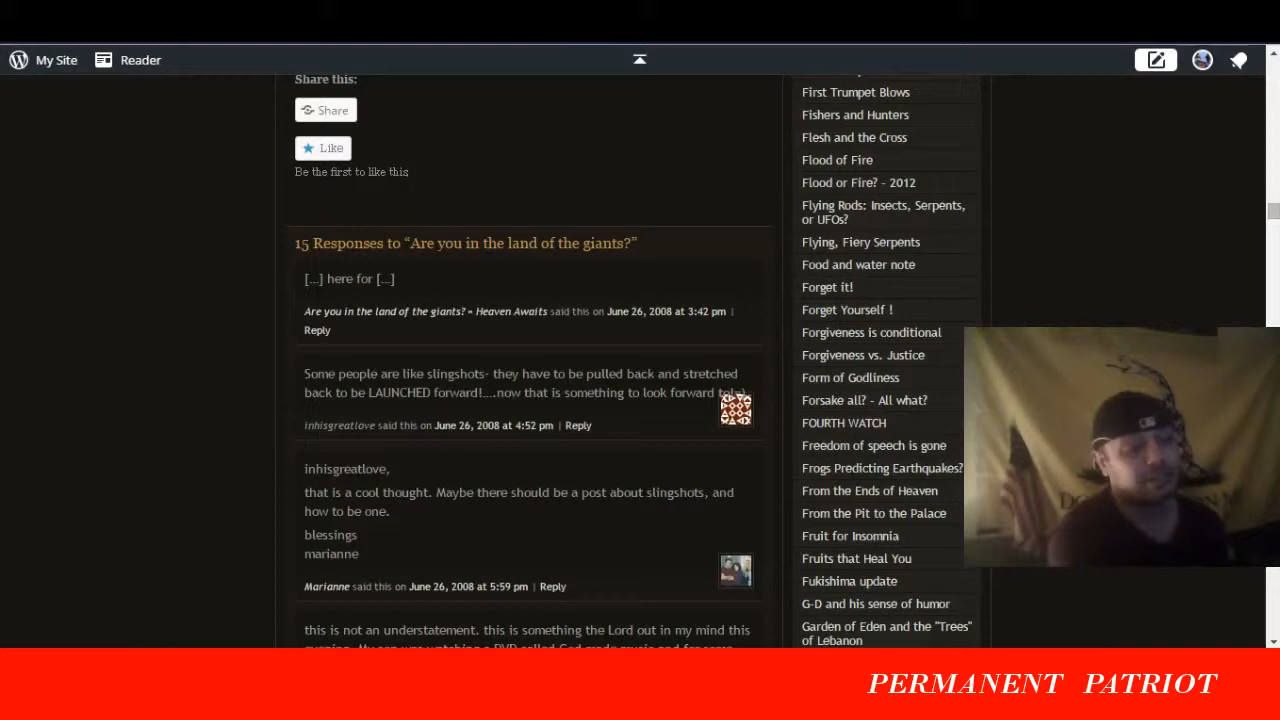 My Site
Reader
Share this:
Share
Like
Be the first to like this.
15 Responses to “Are you in the land of the giants?”
[...] here for [...]
Are you in the land of the giants? « Heaven Awaits said this on June 26, 2008 at 3:42 pm |
Reply
Some people are like slingshots- they have to be pulled back and stretched
back to be LAUNCHED forward!....now that is something to look forward to!=)
inhisgreatlove said this on June 26, 2008 at 4:52 pm | Reply
inhisgreatlove,
that is a cool thought. Maybe there should be a post about slingshots, and
how to be one.
blessings
marianne
Marianne said this on June 26, 2008 at 5:59 pm | Reply
this is not an understatement. this is something the Lord out in my mind this
First Trumpet Blows
Fishers and Hunters
Flesh and the Cross
Flood of Fire
Flood or Fire? - 2012
Flying Rods: Insects, Serpents,
or UFOs?
Flying, Fiery Serpents
Food and water note
Forget it!
Forget Yourself !
Forgiveness is conditional
Forgiveness vs. Justice
Form of Godliness
Forsake all? - All what?
FOURTH WATCH
Freedom of speech is gone
Frogs Predicting Earthquakes?
From the Ends of Heaven
From the Pit to the Palace
Fruit for Insomnia
Fruits that Heal You
Fukishima update
G-D and his sense of humor
Garden of Eden and the "Trees"
of Lebanon
PERMANENT PATRIOT